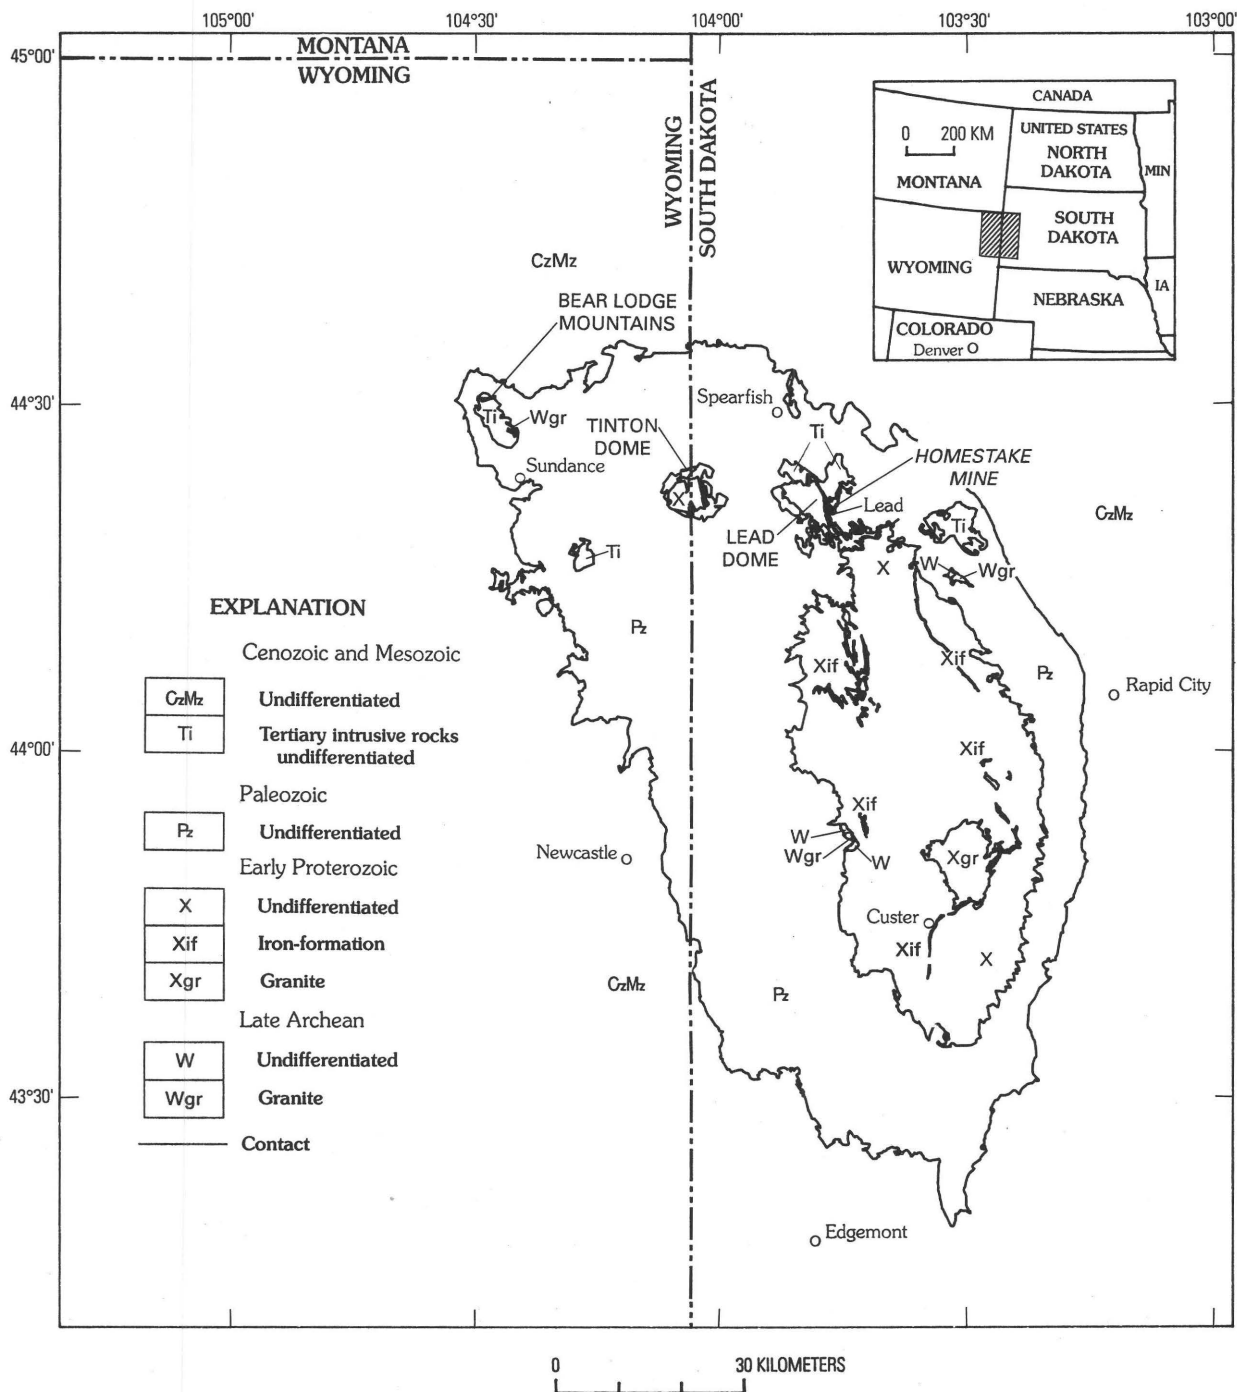 105°00'
104°30'
104°00'
103°30'
103°00'
45°00'
MONTANA
WYOMING
WYOMING
SOUTH DAKOTA
CANADA
0 200 KM
UNITED STATES
NORTH
DAKOTA
MIN
MONTANA
SOUTH
DAKOTA
WYOMING
IA
NEBRASKA
COLORADO
Denver
CzMz
BEAR LODGE
MOUNTAINS
44°30'
Spearfish
Ti
Wgr
TINTON
DOME
Ti
HOMESTAKE
MINE
Sundance
X
Lead
CzMz
LEAD
DOME
Ti
Ti
X
W
Wgr
EXPLANATION
Pz
Xif
Xif
Pz
Rapid City
Cenozoic and Mesozoic
CzMz Undifferentiated
Ti Tertiary intrusive rocks
undifferentiated
44°00'
Xif
Paleozoic
Pz Undifferentiated
Xif
W
Wgr
W
Newcastle
Xgr
Early Proterozoic
X Undifferentiated
Custer
Xif Iron-formation
Xif
X
Xgr Granite
CzMz
Pz
Late Archean
W Undifferentiated
43°30'
Wgr Granite
Contact
Edgemont
0 30 KILOMETERS